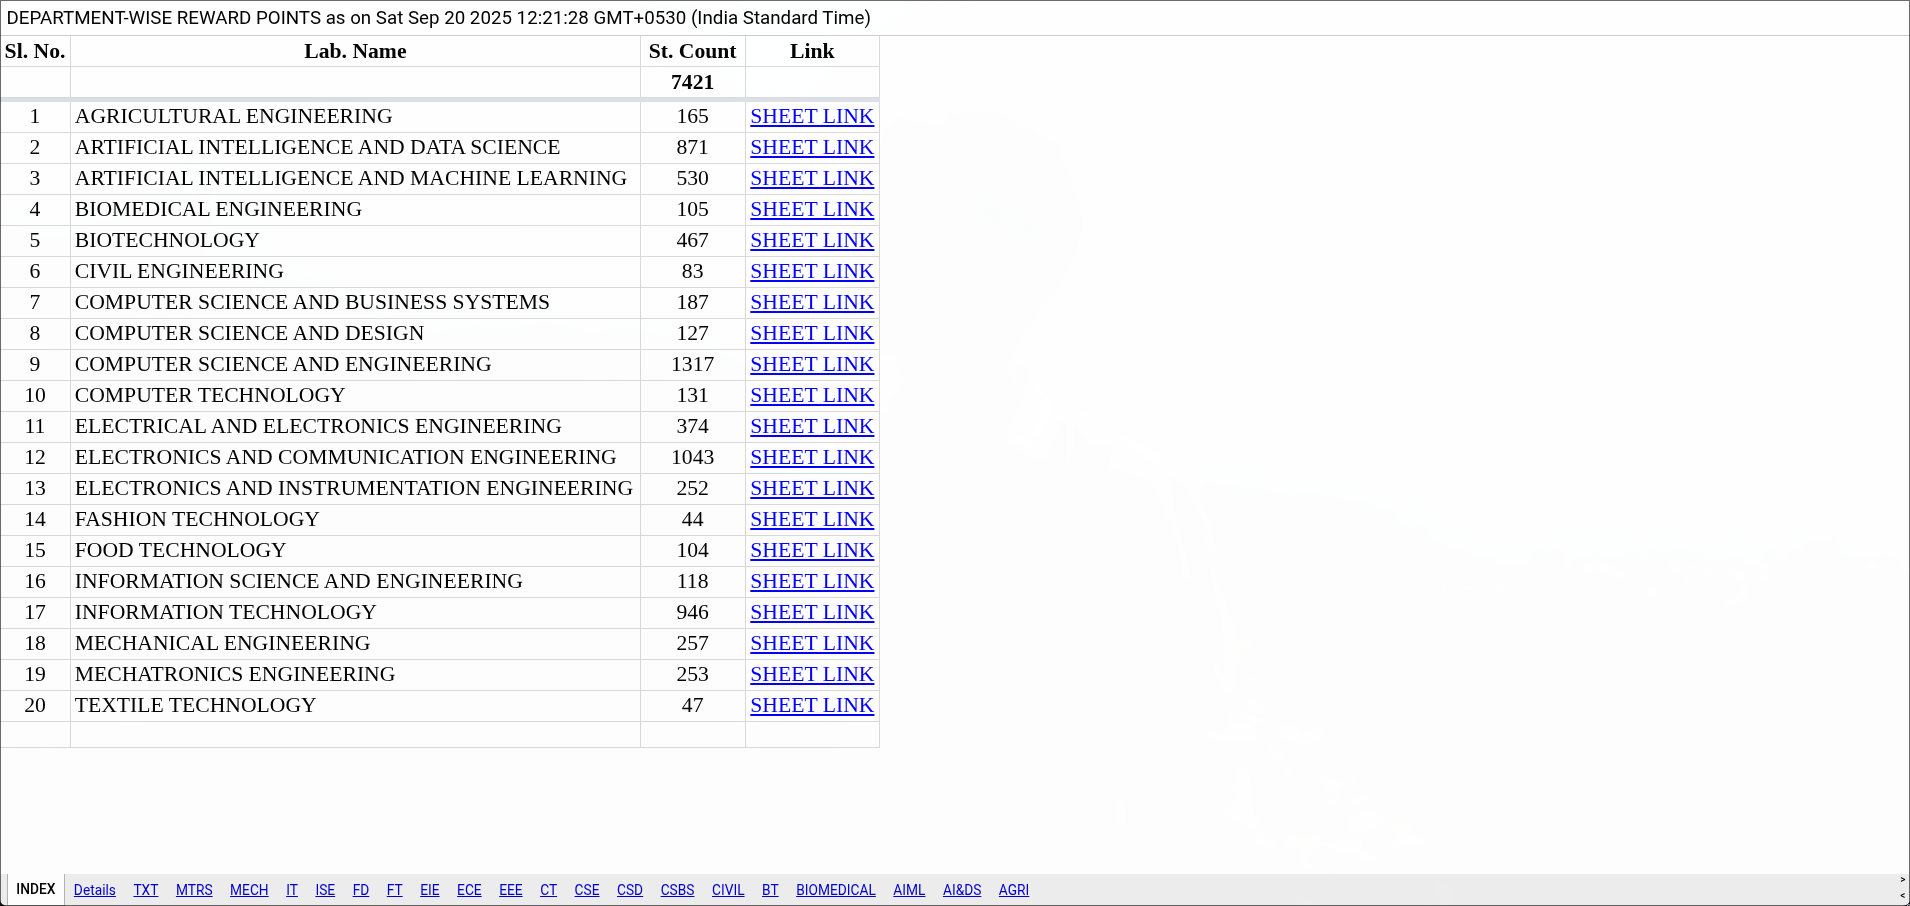 DEPARTMENT-WISE REWARD POINTS as on Sat Sep 20 2025 12:21:28 GMT+0530 (India Standard Time)
Sl. No. Lab. Name St. Count Link
7421
1 AGRICULTURAL ENGINEERING 165 SHEET LINK
2 ARTIFICIAL INTELLIGENCE AND DATA SCIENCE 871 SHEET LINK
3 ARTIFICIAL INTELLIGENCE AND MACHINE LEARNING 530 SHEET LINK
4 BIOMEDICAL ENGINEERING 105 SHEET LINK
5 BIOTECHNOLOGY 467 SHEET LINK
6 CIVIL ENGINEERING 83 SHEET LINK
7 COMPUTER SCIENCE AND BUSINESS SYSTEMS 187 SHEET LINK
8 COMPUTER SCIENCE AND DESIGN 127 SHEET LINK
9 COMPUTER SCIENCE AND ENGINEERING 1317 SHEET LINK
10 COMPUTER TECHNOLOGY 131 SHEET LINK
11 ELECTRICAL AND ELECTRONICS ENGINEERING 374 SHEET LINK
12 ELECTRONICS AND COMMUNICATION ENGINEERING 1043 SHEET LINK
13 ELECTRONICS AND INSTRUMENTATION ENGINEERING 252 SHEET LINK
14 FASHION TECHNOLOGY 44 SHEET LINK
15 FOOD TECHNOLOGY 104 SHEET LINK
16 INFORMATION SCIENCE AND ENGINEERING 118 SHEET LINK
17 INFORMATION TECHNOLOGY 946 SHEET LINK
18 MECHANICAL ENGINEERING 257 SHEET LINK
19 MECHATRONICS ENGINEERING 253 SHEET LINK
20 TEXTILE TECHNOLOGY 47 SHEET LINK
INDEX Details TXT MTRS MECH IT ISE FD FT EIE ECE EEE CT CSE CSD CSBS CIVIL BT BIOMEDICAL AIML AI&DS AGRI